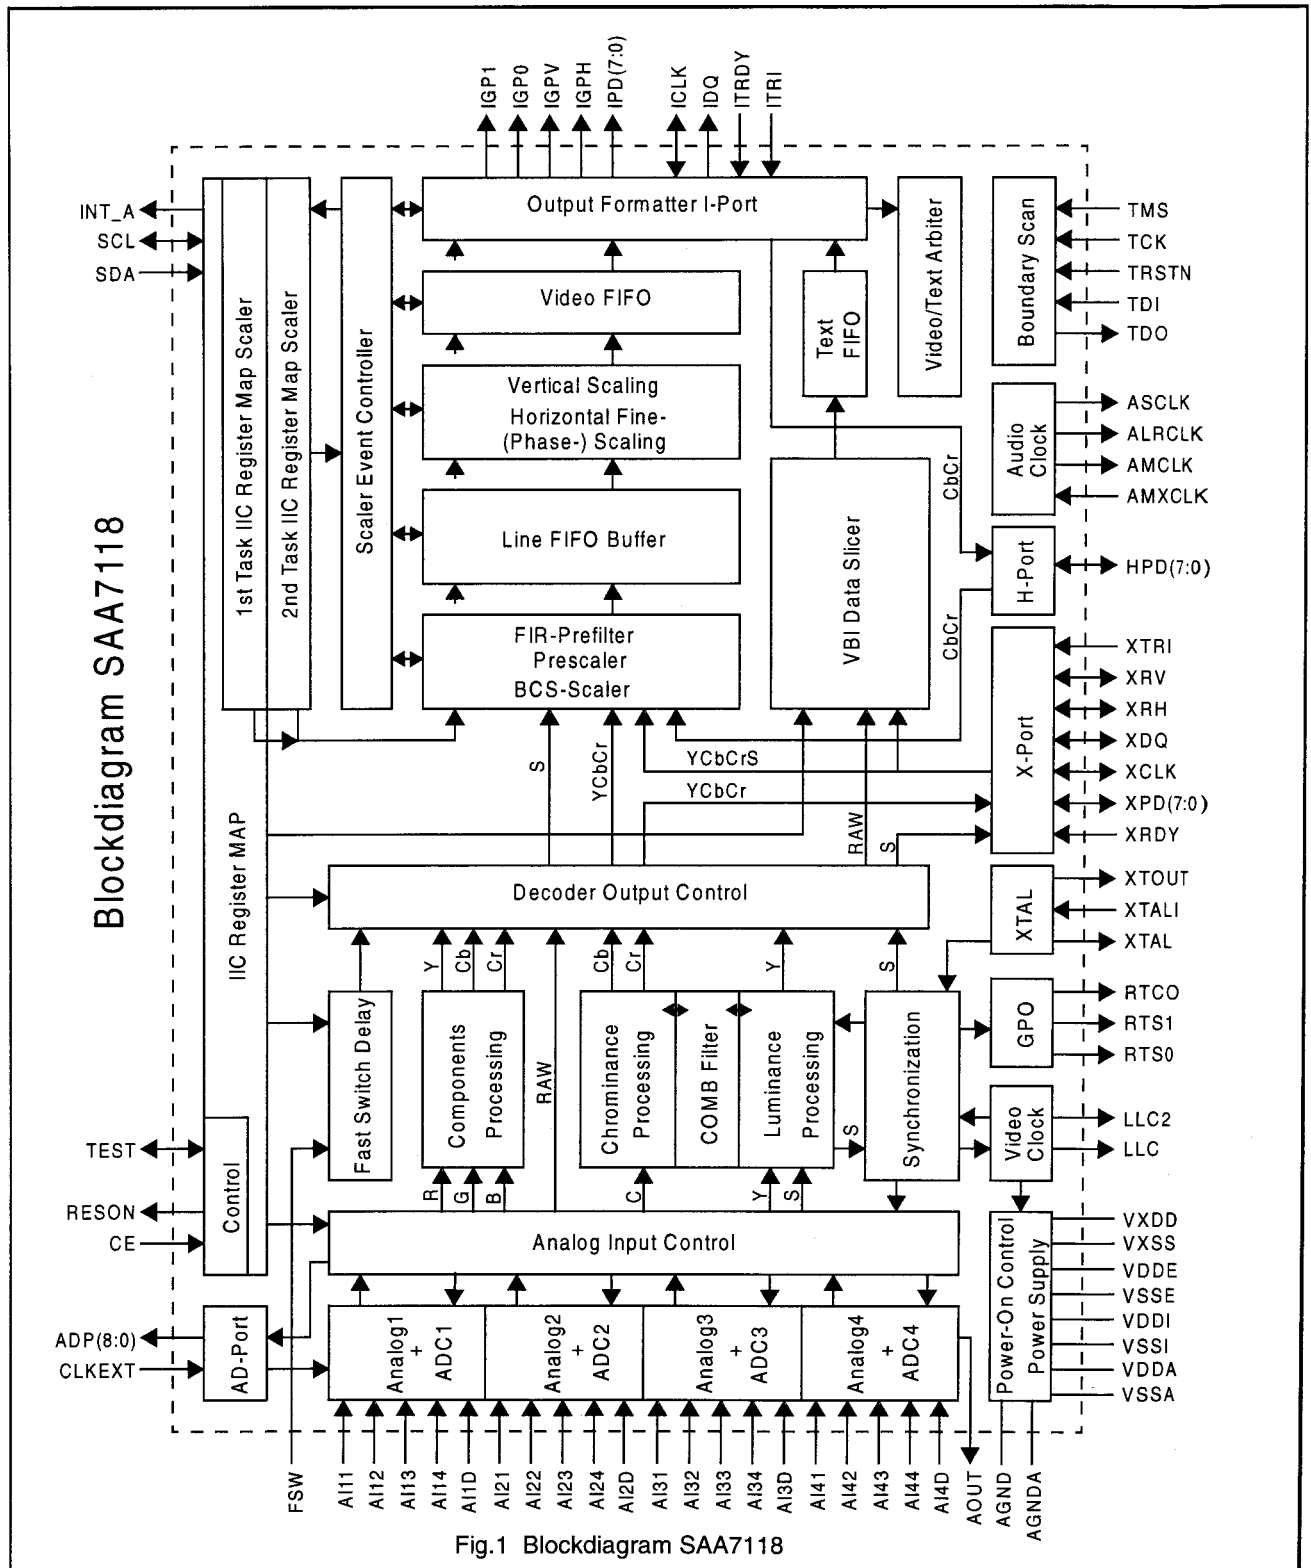 Blockdiagram SAA7118
IGP1
IGP0
IGPV
IGPH
IPD(7:0)
ICLK
IDQ
ITRDY
ITRI
INT_A
SCL
SDA
1st Task IIC Register Map Scaler
2nd Task IIC Register Map Scaler
Scaler Event Controller
Output Formatter I-Port
Video FIFO
Vertical Scaling
Horizontal Fine-
(Phase-) Scaling
Line FIFO Buffer
FIR-Prefilter
Prescaler
BCS-Scaler
Text
FIFO
Video/Text Arbiter
VBI Data Slicer
Boundary Scan
TMS
TCK
TRSTN
TDI
TDO
Audio
Clock
ASCLK
ALRCLK
AMCLK
AMXCLK
CbCr
H-Port
HPD(7:0)
CbCr
X-Port
XTRI
XRV
XRH
XDQ
XCLK
XPD(7:0)
XRDY
S
YCbCr
YCbCrS
YCbCr
RAW
S
IIC Register MAP
Decoder Output Control
XTAL
XTOUT
XTALI
XTAL
Y
Cb
Cr
Cb
Cr
Y
S
Fast Switch Delay
Components
Processing
RAW
Chrominance
Processing
COMB Filter
Luminance
Processing
S
Synchronization
GPO
RTCO
RTS1
RTS0
Video
Clock
LLC2
LLC
TEST
RESON
CE
Control
R
G
B
C
Y
S
Analog Input Control
ADP(8:0)
CLKEXT
AD-Port
Analog1
+
ADC1
Analog2
+
ADC2
Analog3
+
ADC3
Analog4
+
ADC4
Power-On Control
Power Supply
VXDD
VXSS
VDDE
VSSE
VDDI
VSSI
VDDA
VSSA
FSW
AI11
AI12
AI13
AI14
AI1D
AI21
AI22
AI23
AI24
AI2D
AI31
AI32
AI33
AI34
AI3D
AI41
AI42
AI43
AI44
AI4D
AOUT
AGND
AGNDA
Fig.1 Blockdiagram SAA7118